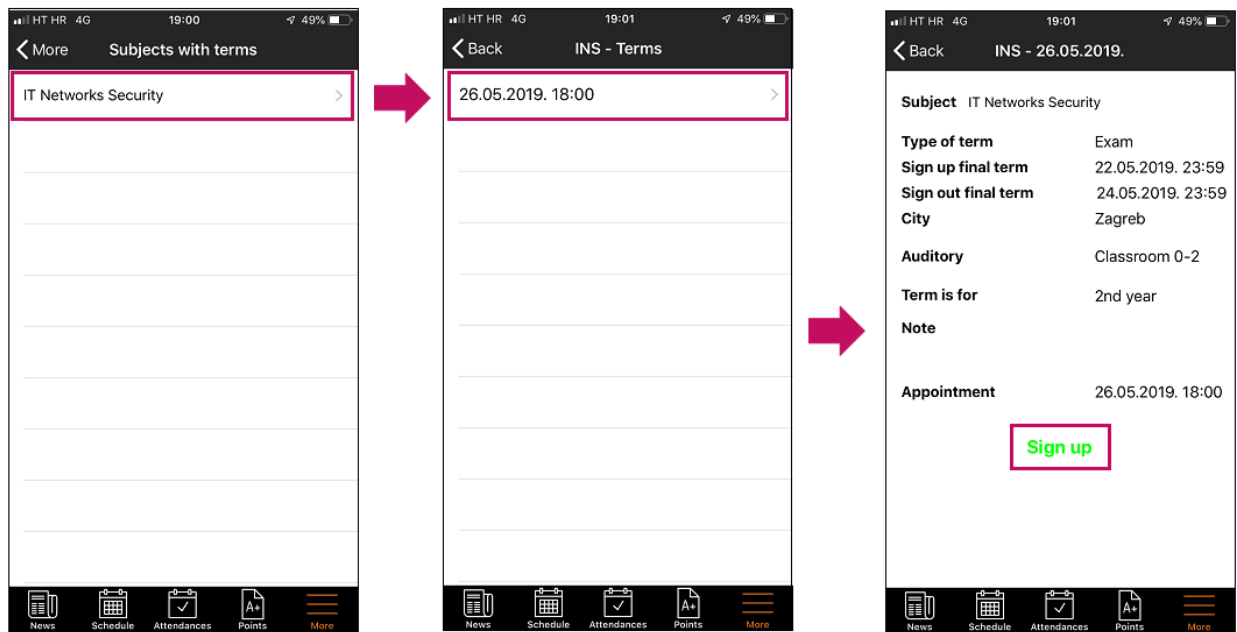 HT HR 4G 19:00 49%
More Subjects with terms
IT Networks Security
News Schedule Attendances A+ Points More
HT HR 4G 19:01 49%
Back INS - Terms
26.05.2019. 18:00
News Schedule Attendances A+ Points More
HT HR 4G 19:01 49%
Back INS - 26.05.2019.
Subject IT Networks Security
Type of term Exam
Sign up final term 22.05.2019. 23:59
Sign out final term 24.05.2019. 23:59
City Zagreb
Auditory Classroom 0-2
Term is for 2nd year
Note
Appointment 26.05.2019. 18:00
Sign up
News Schedule Attendances A+ Points More